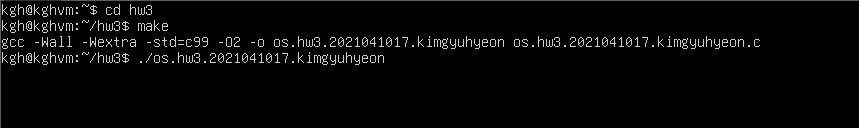 kgh@kghvm:~$ cd hw3
kgh@kghvm:~/hw3$ make
gcc -Wall -Wextra -std=c99 -O2 -o os.hw3.2021041017.kimgyuhyeon os.hw3.2021041017.kimgyuhyeon.c
kgh@kghvm:~/hw3$ ./os.hw3.2021041017.kimgyuhyeon